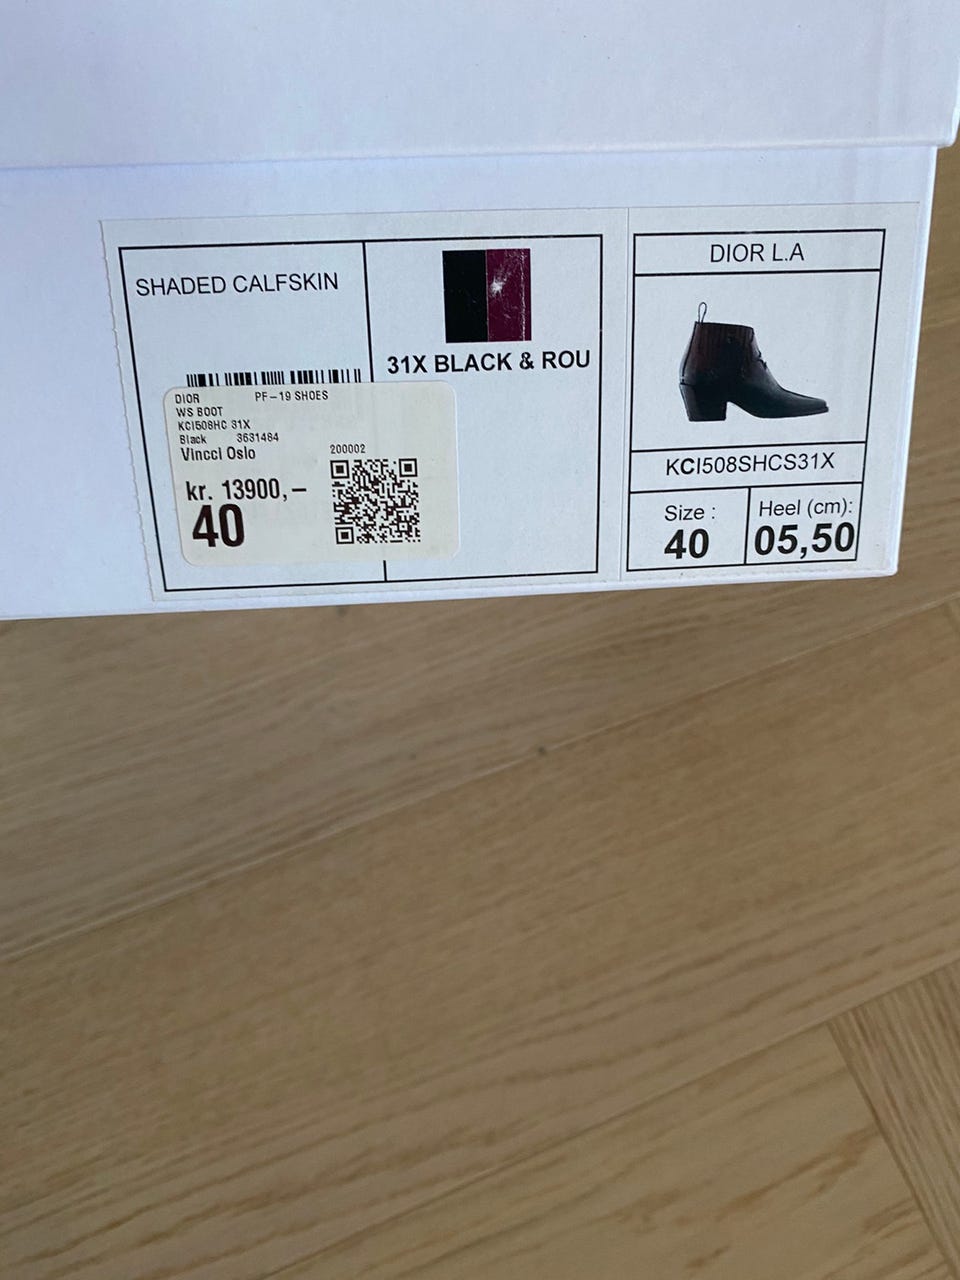 SHADED CALFSKIN
31X BLACK & ROU
DIOR PF-19 SHOES
WS BOOT
KCI508HC 31X
Black 3631484
Vincci Oslo
200002
kr. 13900,-
40
DIOR L.A
KCI508SHCS31X
Size :
40
Heel (cm):
05,50